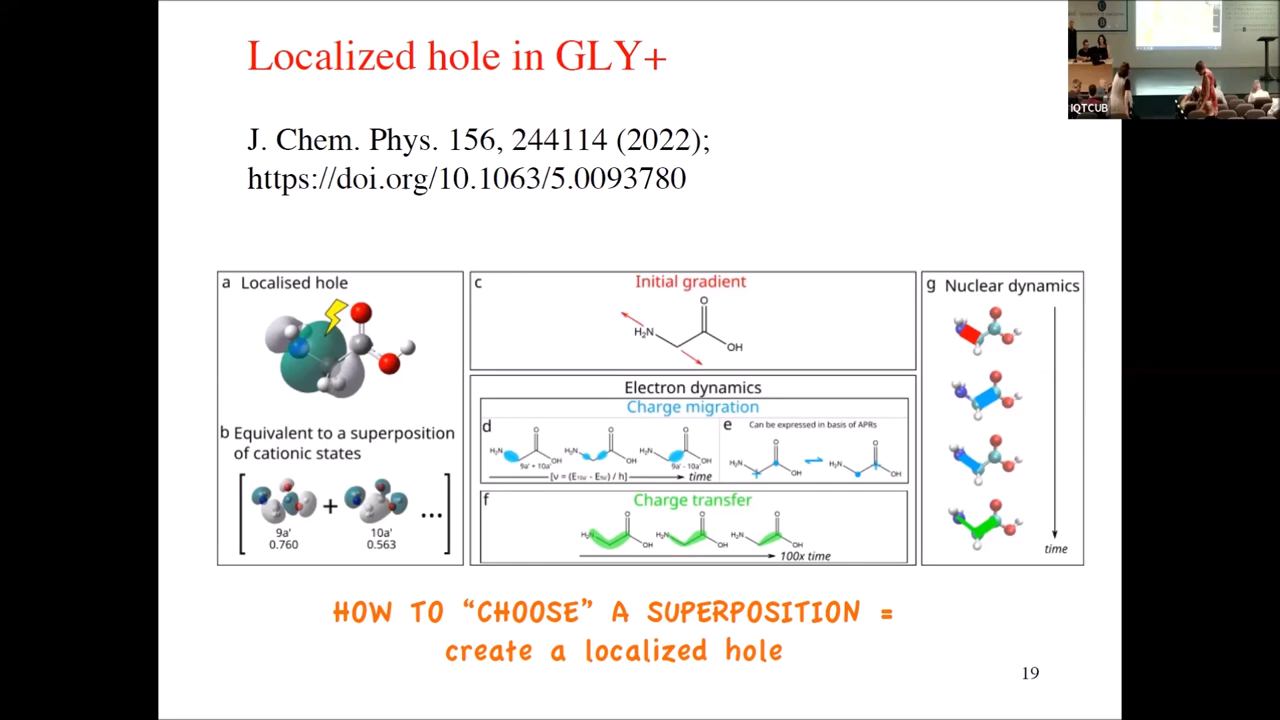 Localized hole in GLY+
J. Chem. Phys. 156, 244114 (2022);
https://doi.org/10.1063/5.0093780
IQTCUB
a Localised hole
b Equivalent to a superposition
of cationic states
9a' + 10a' ...
0.760 0.563
c Initial gradient
H₂N O OH
Electron dynamics
Charge migration
d
H₂N O OH H₂N O OH H₂N O OH
9a' + 10a' 9a' - 10a'
time
e Can be expressed in basis of APRs
H₂N O OH H₂N O OH
f Charge transfer
H₂N O OH H₂N O OH H₂N O OH
100x time
g Nuclear dynamics
time
HOW TO “CHOOSE” A SUPERPOSITION =
create a localized hole
19